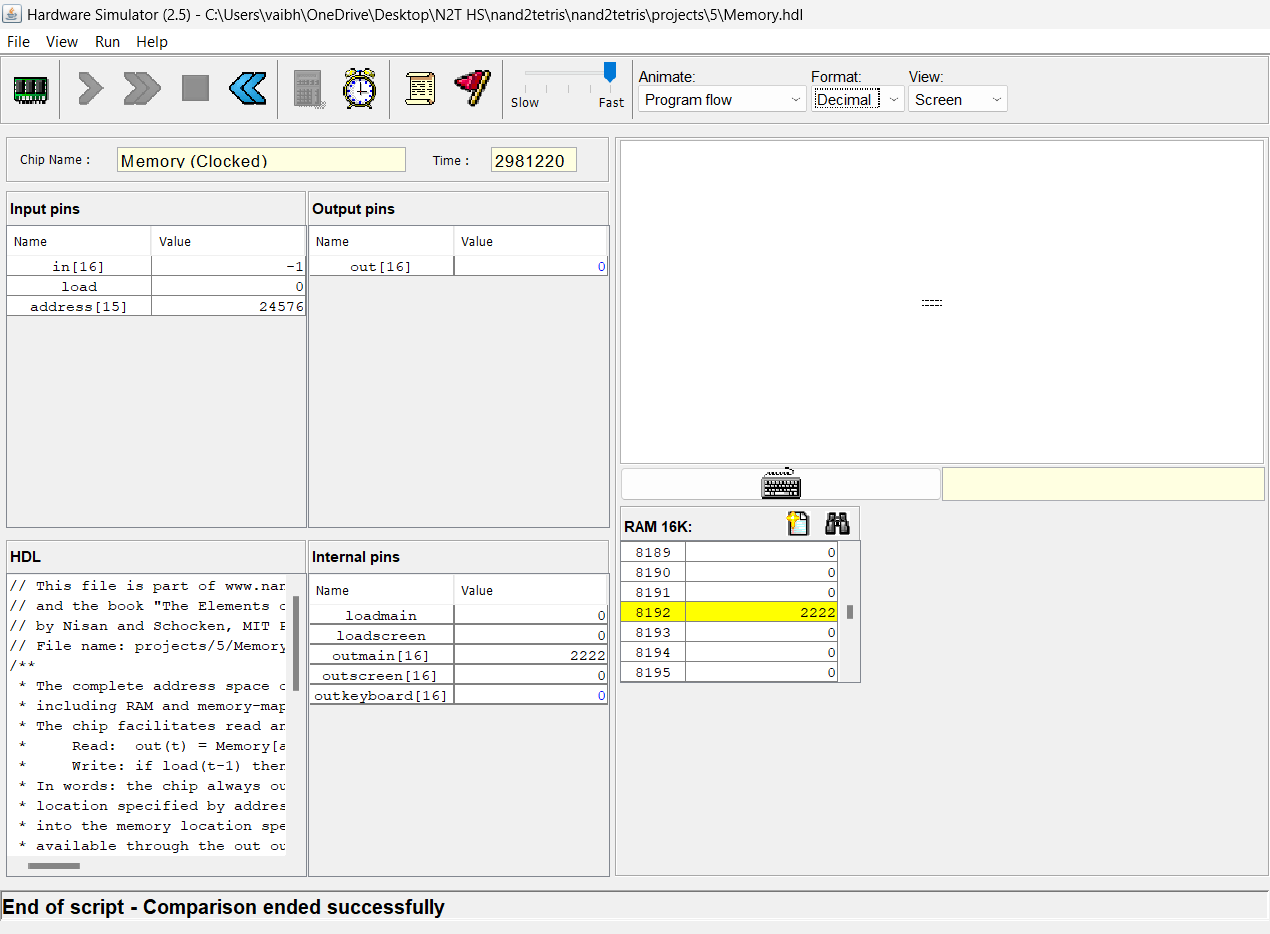 Hardware Simulator (2.5) - C:\Users\vaibh\OneDrive\Desktop\N2T HS\nand2tetris\nand2tetris\projects\5\Memory.hdl
File View Run Help
Slow Fast
Animate: Format: View:
Program flow Decimal Screen
Chip Name : Memory (Clocked) Time : 2981220
Input pins
Name Value
in[16] -1
load 0
address[15] 24576
Output pins
Name Value
out[16] 0
HDL
// This file is part of www.nan
// and the book "The Elements o
// by Nisan and Schocken, MIT P
// File name: projects/5/Memory
/**
* The complete address space o
* including RAM and memory-map
* The chip facilitates read an
* Read: out(t) = Memory[a
* Write: if load(t-1) then
* In words: the chip always ou
* location specified by addres
* into the memory location spe
* available through the out ou
Internal pins
Name Value
loadmain 0
loadscreen 0
outmain[16] 2222
outscreen[16] 0
outkeyboard[16] 0
RAM 16K:
8189 0
8190 0
8191 0
8192 2222
8193 0
8194 0
8195 0
End of script - Comparison ended successfully